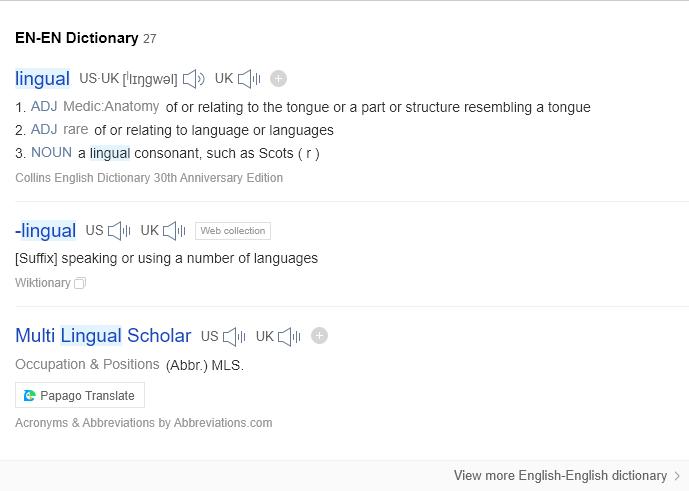 EN-EN Dictionary 27
lingual US·UK [ˈlɪŋgwəl] UK
1. ADJ Medic:Anatomy of or relating to the tongue or a part or structure resembling a tongue
2. ADJ rare of or relating to language or languages
3. NOUN a lingual consonant, such as Scots ( r )
Collins English Dictionary 30th Anniversary Edition
-lingual US UK Web collection
[Suffix] speaking or using a number of languages
Wiktionary
Multi Lingual Scholar US UK
Occupation & Positions (Abbr.) MLS.
Papago Translate
Acronyms & Abbreviations by Abbreviations.com
View more English-English dictionary